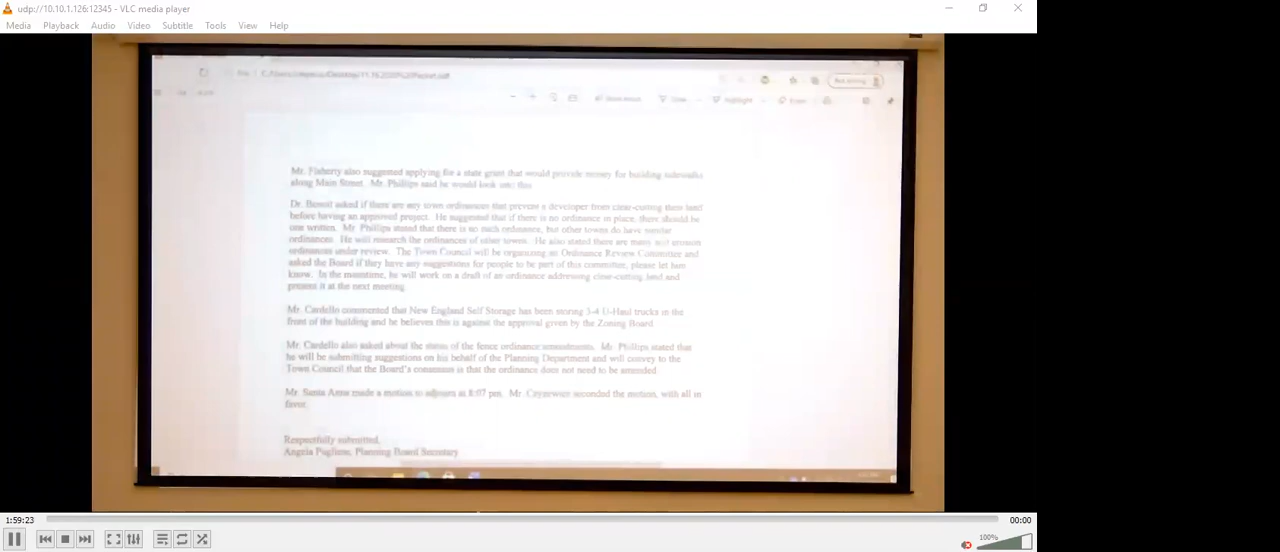 udp://10.10.1.126:12345 - VLC media player
Media Playback Audio Video Subtitle Tools View Help
Mr. Flaherty also suggested applying for a state grant that would provide money for building sidewalks
along Main Street. Mr. Phillips said he would look into this
Dr. Benoit asked if there are any town ordinances that prevent a developer from clear-cutting their land
before having an approved project. He suggested that if there is no ordinance in place, there should be
one written. Mr. Phillips stated that there is no such ordinance, but other towns do have similar
ordinances. He will research the ordinances of other towns. He also stated there are many soil erosion
ordinances under review. The Town Council will be organizing an Ordinance Review Committee and
asked the Board if they have any suggestions for people to be part of this committee, please let him
know. In the meantime, he will work on a draft of an ordinance addressing clear-cutting land and
present it at the next meeting.
Mr. Cardello commented that New England Self Storage has been storing 3-4 U-Haul trucks in the
front of the building and he believes this is against the approval given by the Zoning Board.
Mr. Cardello also asked about the status of the fence ordinance amendments. Mr. Phillips stated that
he will be submitting suggestions on his behalf of the Planning Department and will convey to the
Town Council that the Board's consensus is that the ordinance does not need to be amended.
Mr. Santa Anna made a motion to adjourn at 8:07 pm. Mr. seconded the motion, with all in
favor.
Respectfully submitted,
Angela Pugliese, Planning Board Secretary
1:59:23
00:00
100%